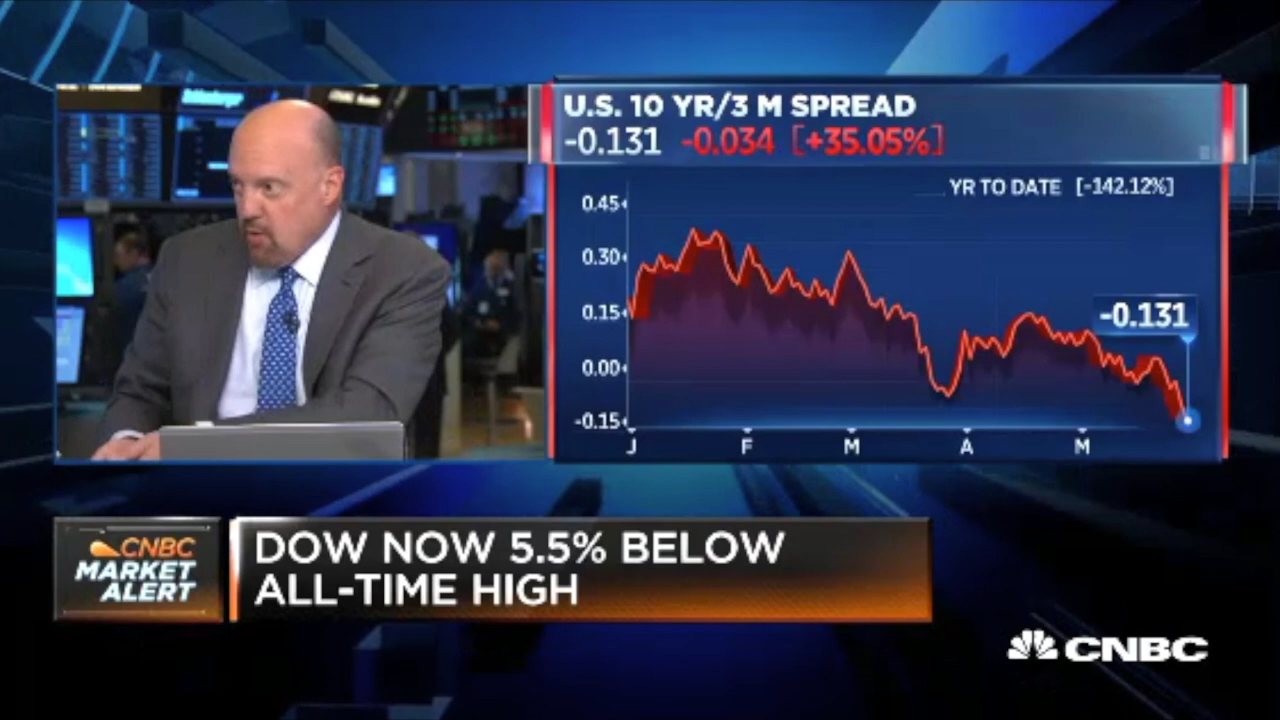 U.S. 10 YR/3 M SPREAD
-0.131 -0.034 [+35.05%]
YR TO DATE [-142.12%]
0.45
0.30
0.15
0.00
-0.15
-0.131
J F M A M
CNBC
MARKET
ALERT
DOW NOW 5.5% BELOW
ALL-TIME HIGH
CNBC